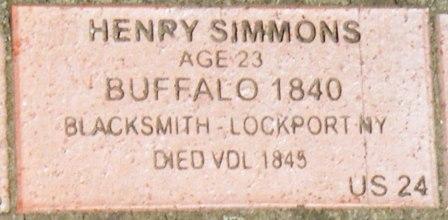 HENRY SIMMONS
AGE 23
BUFFALO 1840
BLACKSMITH - LOCKPORT NY
DIED VDL 1845
US 24